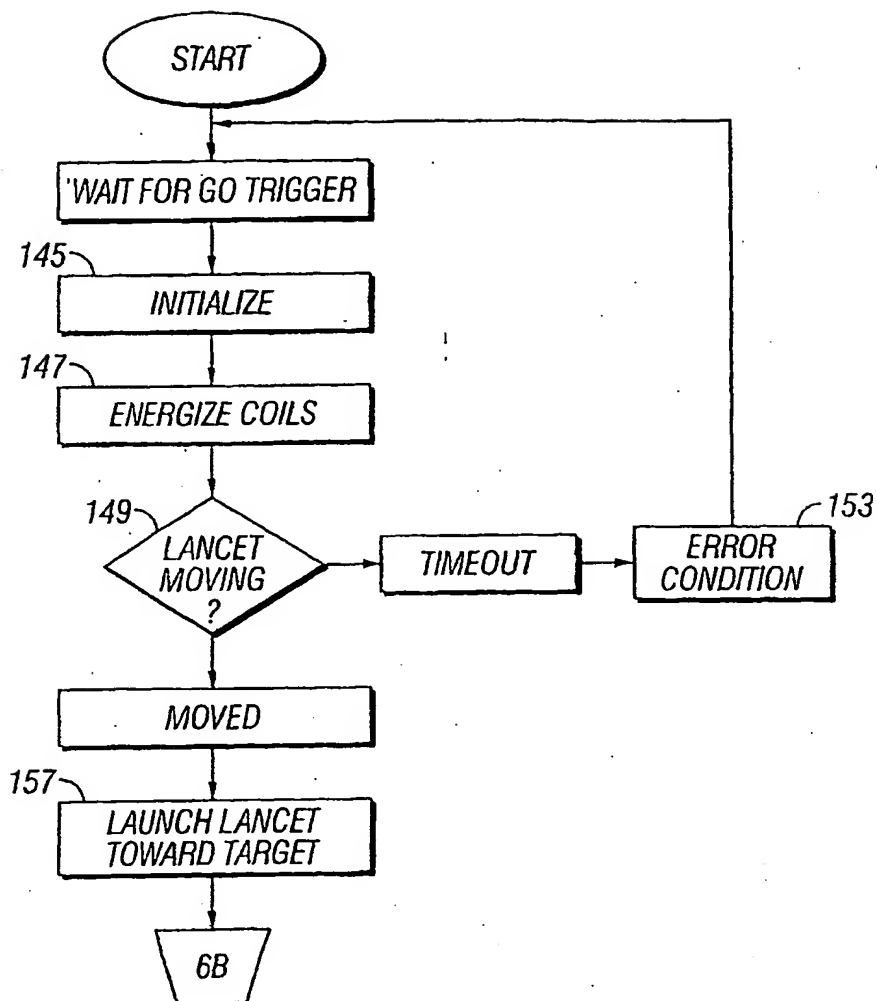 START
'WAIT FOR GO TRIGGER
145
INITIALIZE
147
ENERGIZE COILS
149
LANCET
MOVING
?
TIMEOUT
153
ERROR
CONDITION
MOVED
157
LAUNCH LANCET
TOWARD TARGET
6B